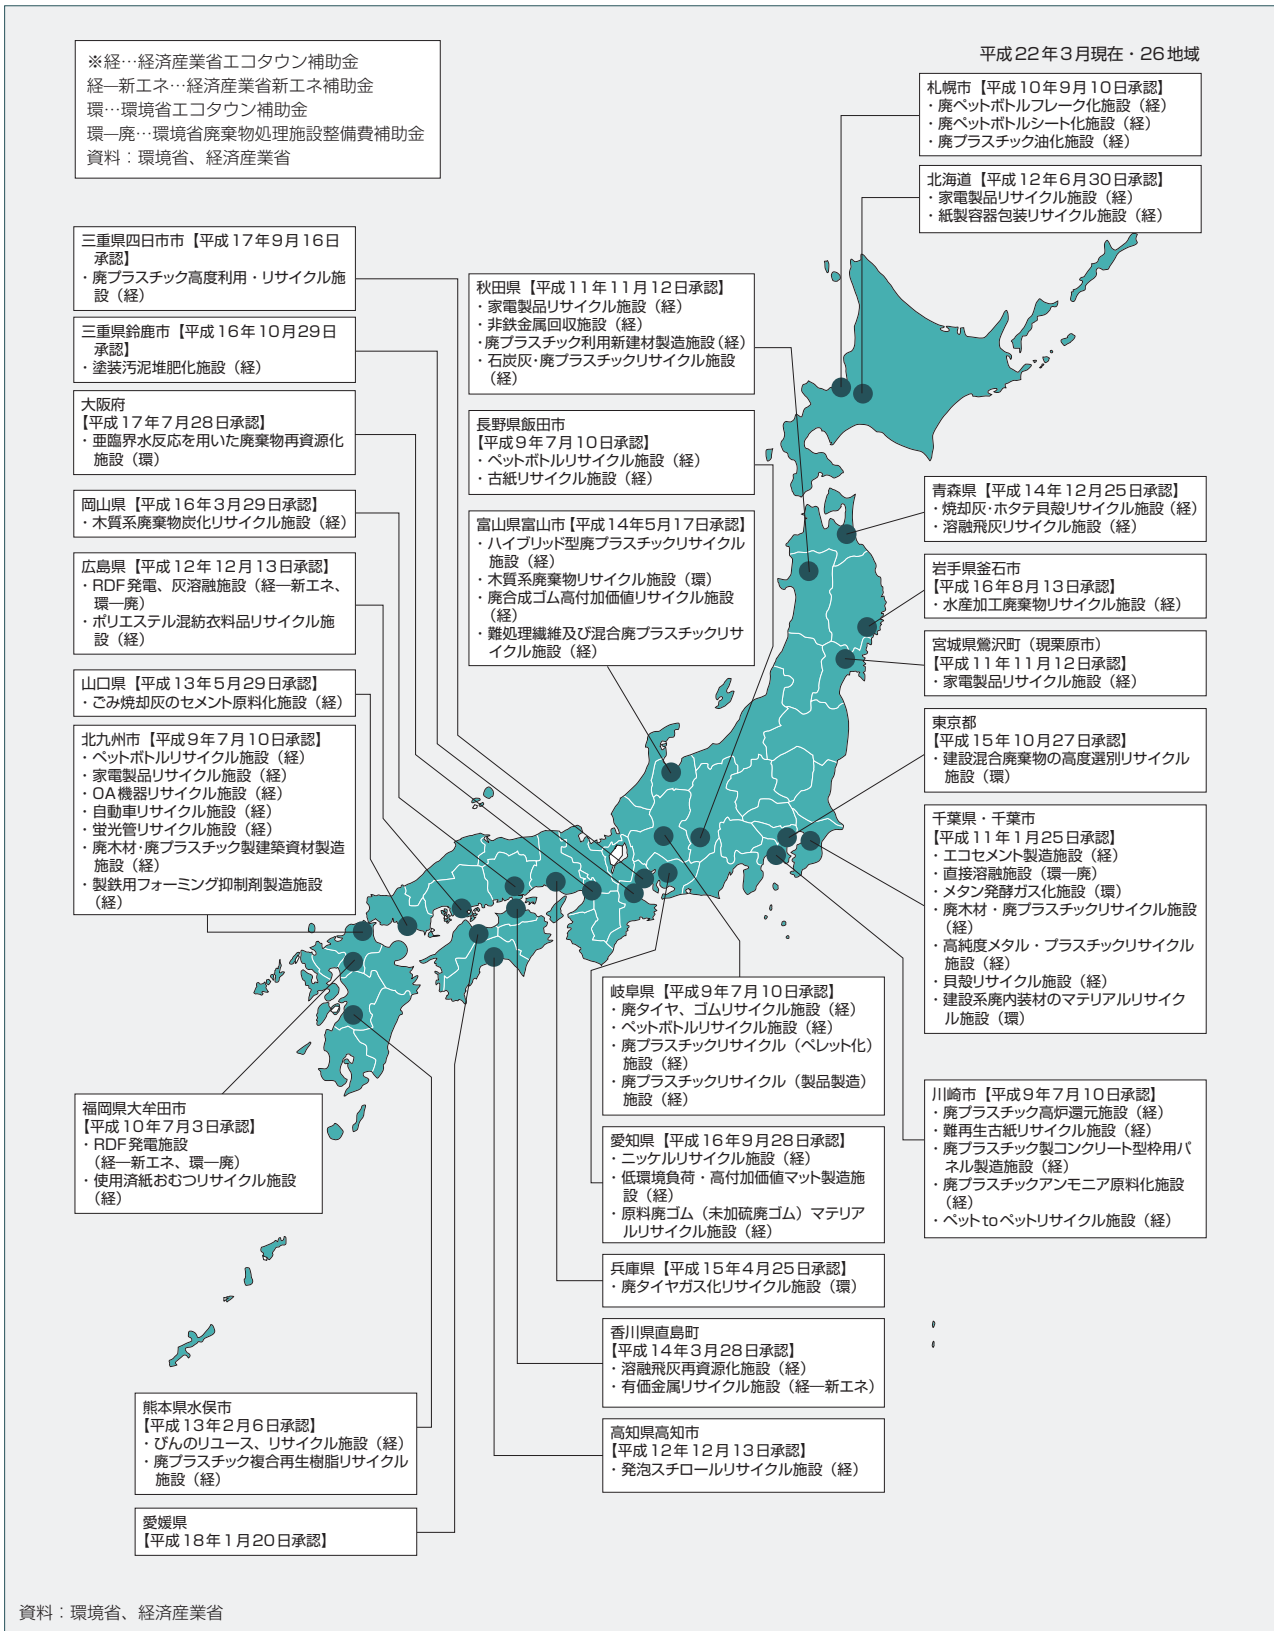 ※経…経済産業省エコタウン補助金
経―新エネ…経済産業省新エネ補助金
環…環境省エコタウン補助金
環―廃…環境省廃棄物処理施設整備費補助金
資料：環境省、経済産業省
平成22年3月現在・26地域
札幌市【平成10年9月10日承認】
・廃ペットボトルフレーク化施設（経）
・廃ペットボトルシート化施設（経）
・廃プラスチック油化施設（経）
北海道【平成12年6月30日承認】
・家電製品リサイクル施設（経）
・紙製容器包装リサイクル施設（経）
三重県四日市市【平成17年9月16日
承認】
・廃プラスチック高度利用・リサイクル施
設（経）
三重県鈴鹿市【平成16年10月29日
承認】
・塗装汚泥堆肥化施設（経）
大阪府
【平成17年7月28日承認】
・亜臨界水反応を用いた廃棄物再資源化
施設（環）
岡山県【平成16年3月29日承認】
・木質系廃棄物炭化リサイクル施設（経）
広島県【平成12年12月13日承認】
・RDF発電、灰溶融施設（経―新エネ、
環―廃）
・ポリエステル混紡衣料品リサイクル施
設（経）
山口県【平成13年5月29日承認】
・ごみ焼却灰のセメント原料化施設（経）
北九州市【平成9年7月10日承認】
・ペットボトルリサイクル施設（経）
・家電製品リサイクル施設（経）
・OA機器リサイクル施設（経）
・自動車リサイクル施設（経）
・蛍光管リサイクル施設（経）
・廃木材・廃プラスチック製建築資材製造
施設（経）
・製鉄用フォーミング抑制剤製造施設
（経）
秋田県【平成11年11月12日承認】
・家電製品リサイクル施設（経）
・非鉄金属回収施設（経）
・廃プラスチック利用新建材製造施設（経）
・石炭灰・廃プラスチックリサイクル施設
（経）
長野県飯田市
【平成9年7月10日承認】
・ペットボトルリサイクル施設（経）
・古紙リサイクル施設（経）
富山県富山市【平成14年5月17日承認】
・ハイブリッド型廃プラスチックリサイクル
施設（経）
・木質系廃棄物リサイクル施設（環）
・廃合成ゴム高付加価値リサイクル施設
（経）
・難処理繊維及び混合廃プラスチックリサ
イクル施設（経）
青森県【平成14年12月25日承認】
・焼却灰・ホタテ貝殻リサイクル施設（経）
・溶融飛灰リサイクル施設（経）
岩手県釜石市
【平成16年8月13日承認】
・水産加工廃棄物リサイクル施設（経）
宮城県鶯沢町（現栗原市）
【平成11年11月12日承認】
・家電製品リサイクル施設（経）
東京都
【平成15年10月27日承認】
・建設混合廃棄物の高度選別リサイクル
施設（環）
千葉県・千葉市
【平成11年1月25日承認】
・エコセメント製造施設（経）
・直接溶融施設（環―廃）
・メタン発酵ガス化施設（環）
・廃木材・廃プラスチックリサイクル施設
（経）
・高純度メタル・プラスチックリサイクル
施設（経）
・貝殻リサイクル施設（経）
・建設系廃内装材のマテリアルリサイク
ル施設（環）
川崎市【平成9年7月10日承認】
・廃プラスチック高炉還元施設（経）
・難再生古紙リサイクル施設（経）
・廃プラスチック製コンクリート型枠用パ
ネル製造施設（経）
・廃プラスチックアンモニア原料化施設
（経）
・ペットtoペットリサイクル施設（経）
岐阜県【平成9年7月10日承認】
・廃タイヤ、ゴムリサイクル施設（経）
・ペットボトルリサイクル施設（経）
・廃プラスチックリサイクル（ペレット化）
施設（経）
・廃プラスチックリサイクル（製品製造）
施設（経）
愛知県【平成16年9月28日承認】
・ニッケルリサイクル施設（経）
・低環境負荷・高付加価値マット製造施
設（経）
・原料廃ゴム（未加硫廃ゴム）マテリア
ルリサイクル施設（経）
兵庫県【平成15年4月25日承認】
・廃タイヤガス化リサイクル施設（環）
香川県直島町
【平成14年3月28日承認】
・溶融飛灰再資源化施設（経）
・有価金属リサイクル施設（経―新エネ）
高知県高知市
【平成12年12月13日承認】
・発泡スチロールリサイクル施設（経）
福岡県大牟田市
【平成10年7月3日承認】
・RDF発電施設
（経―新エネ、環―廃）
・使用済紙おむつリサイクル施設
（経）
熊本県水俣市
【平成13年2月6日承認】
・びんのリユース、リサイクル施設（経）
・廃プラスチック複合再生樹脂リサイクル
施設（経）
愛媛県
【平成18年1月20日承認】
資料：環境省、経済産業省